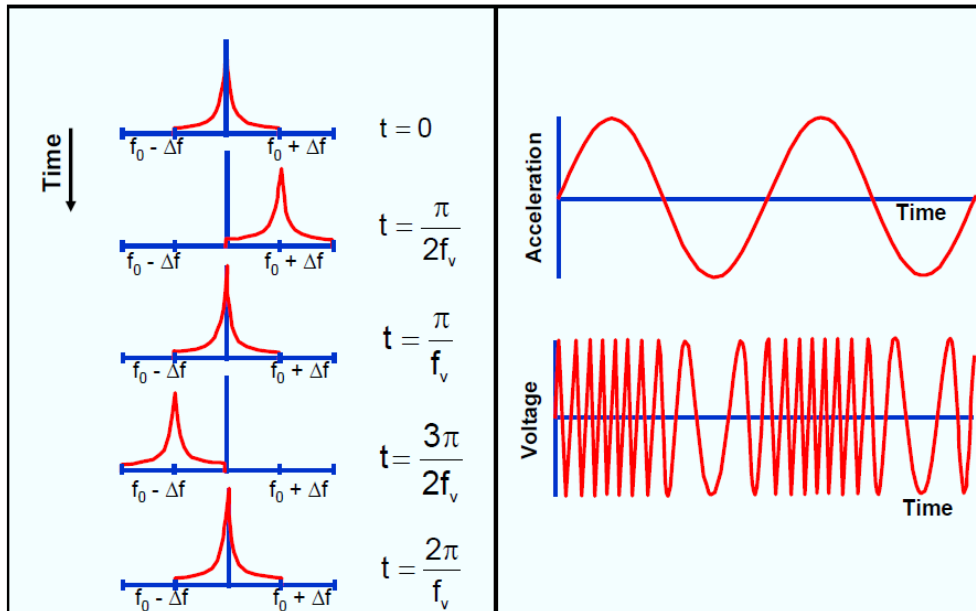 t = 0
f₀ - Δf
f₀ + Δf
Time
t = π/2fᵥ
f₀ - Δf
f₀ + Δf
t = π/fᵥ
f₀ - Δf
f₀ + Δf
t = 3π/2fᵥ
f₀ - Δf
f₀ + Δf
t = 2π/fᵥ
f₀ - Δf
f₀ + Δf
Acceleration
Time
Voltage
Time